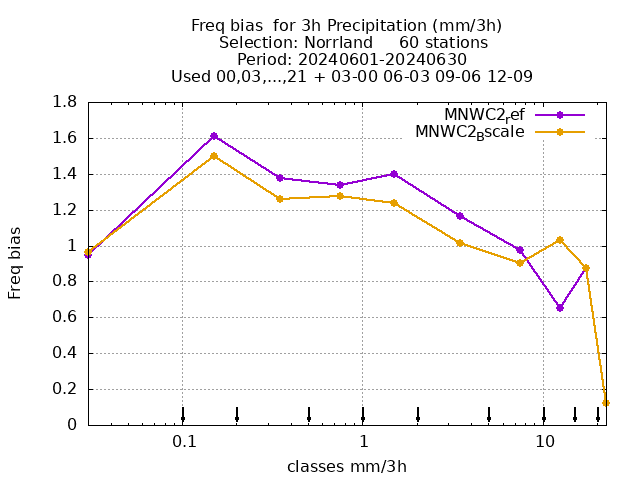 Freq bias  for 3h Precipitation (mm/3h)
Selection: Norrland     60 stations
Period: 20240601-20240630
Used 00,03,...,21 + 03-00 06-03 09-06 12-09
MNWC2ref
MNWC2Bscale
1.8
1.6
1.4
1.2
1
0.8
0.6
0.4
0.2
0
Freq bias
0.1
1
10
classes mm/3h